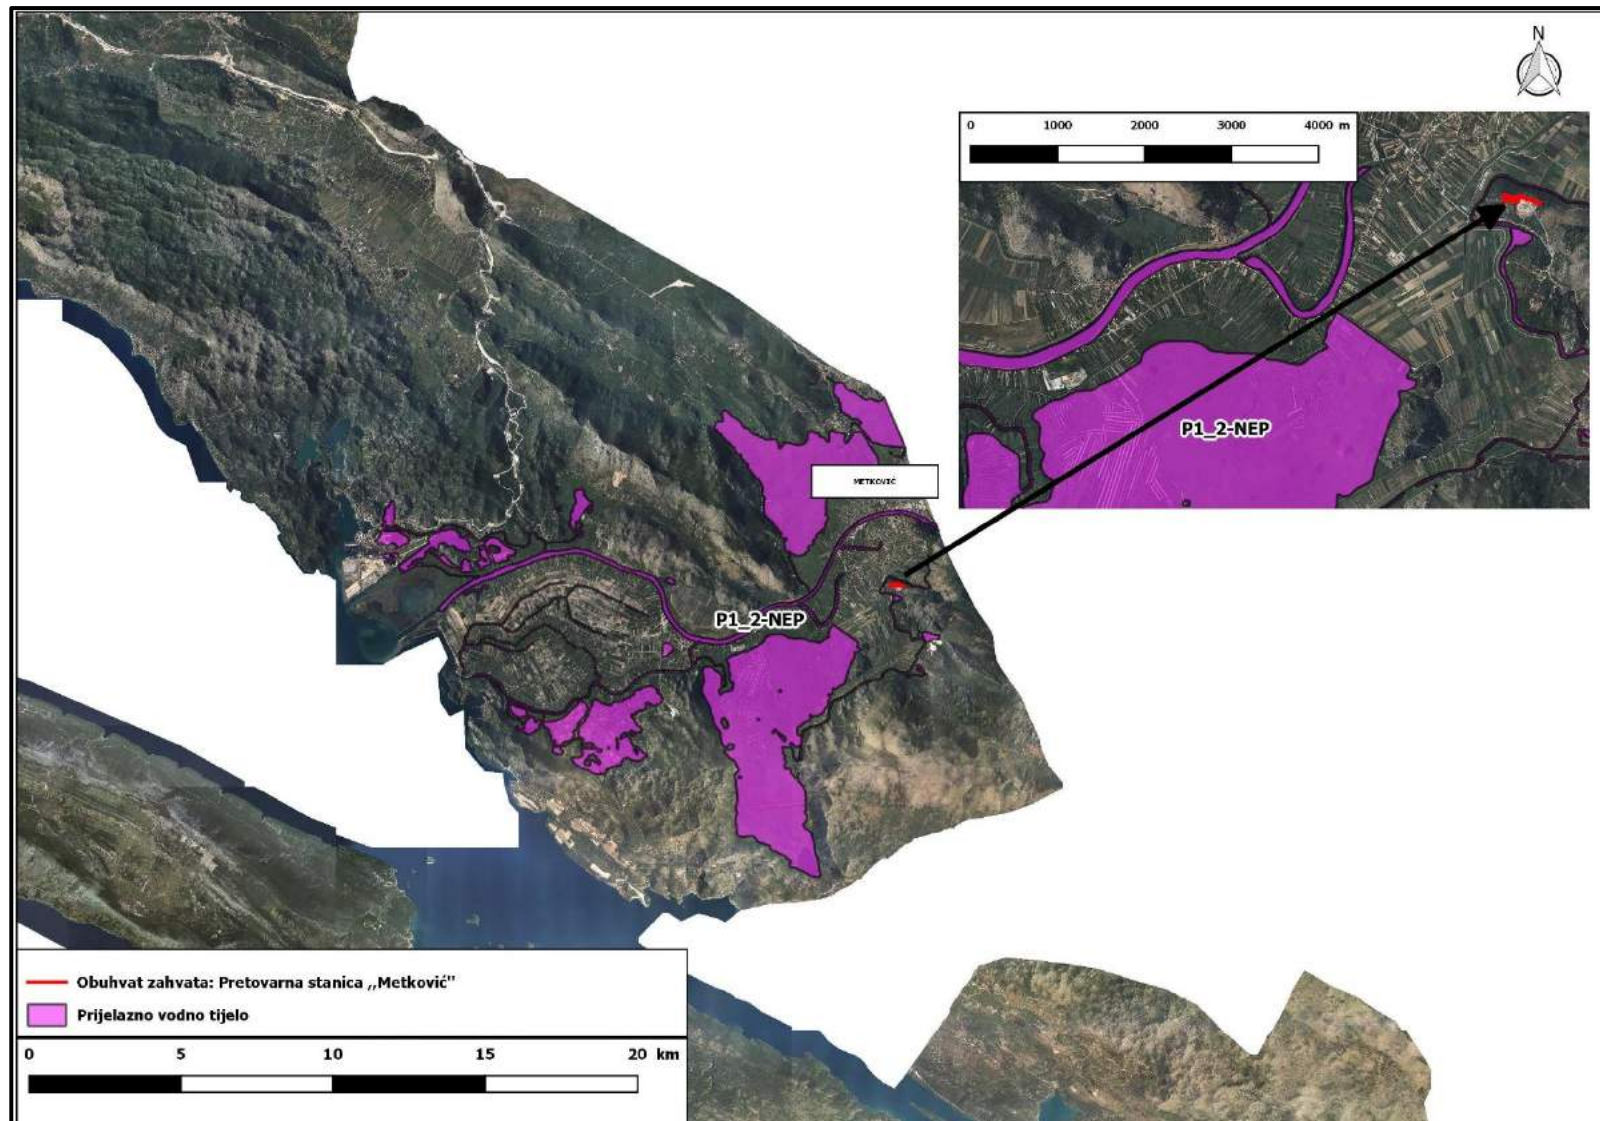 N
0 1000 2000 3000 4000 m
P1_2-NEP
METKOVIĆ
P1_2-NEP
Obuhvat zahvata: Pretovarna stanica ,,Metković"
Prijelazno vodno tijelo
0 5 10 15 20 km